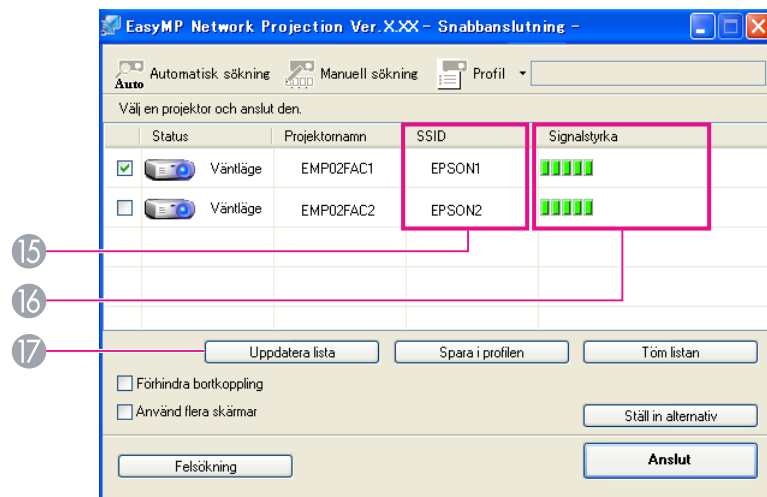 EasyMP Network Projection Ver.X.XX – Snabbanslutning –
Auto Automatisk sökning Manuell sökning Profil
Välj en projektor och anslut den.
Status Projektornamn SSID Signalstyrka
Väntläge EMP02FAC1 EPSON1
Väntläge EMP02FAC2 EPSON2
15
16
17
Uppdatera lista Spara i profilen Töm listan
Förhindra bortkoppling
Använd flera skärmar Ställ in alternativ
Felsökning Anslut